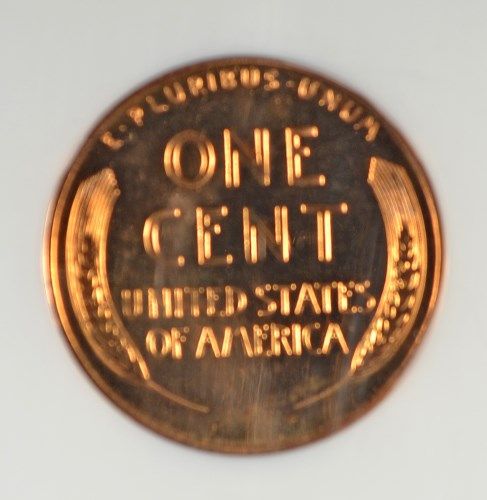 E·PLURIBUS·UNUM
ONE
CENT
UNITED STATES
OF AMERICA